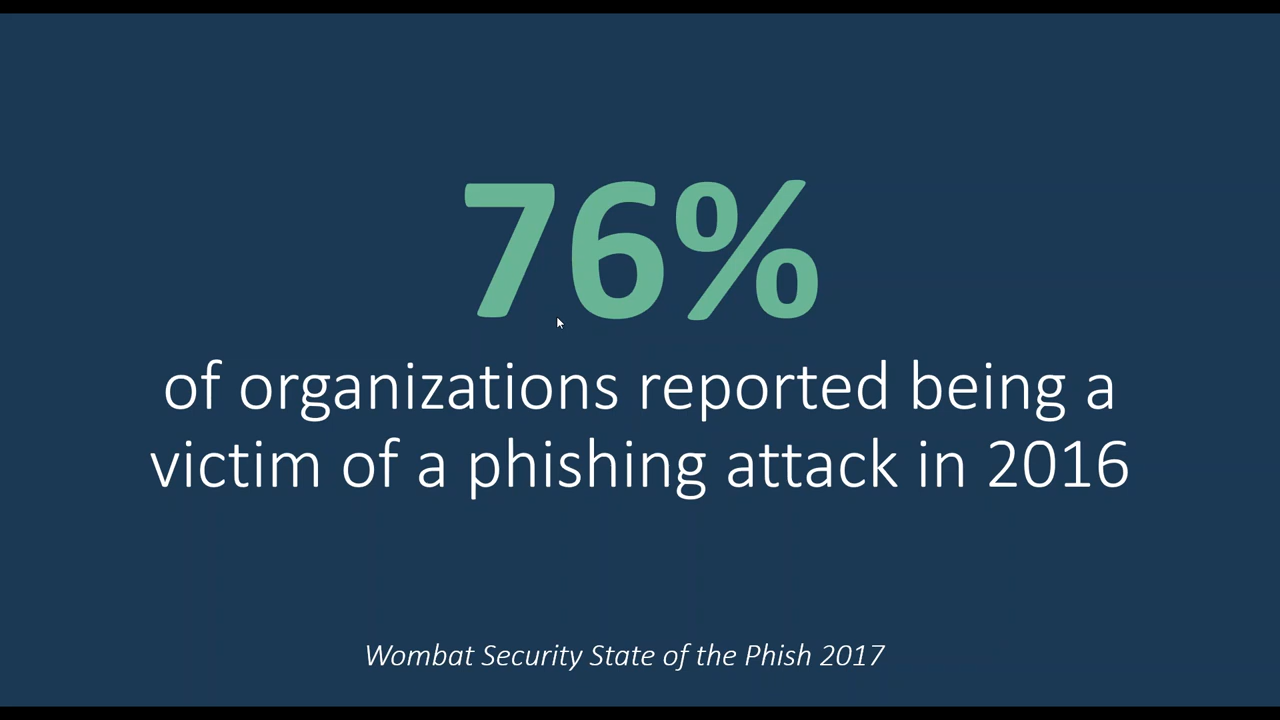 76%
of organizations reported being a
victim of a phishing attack in 2016
Wombat Security State of the Phish 2017